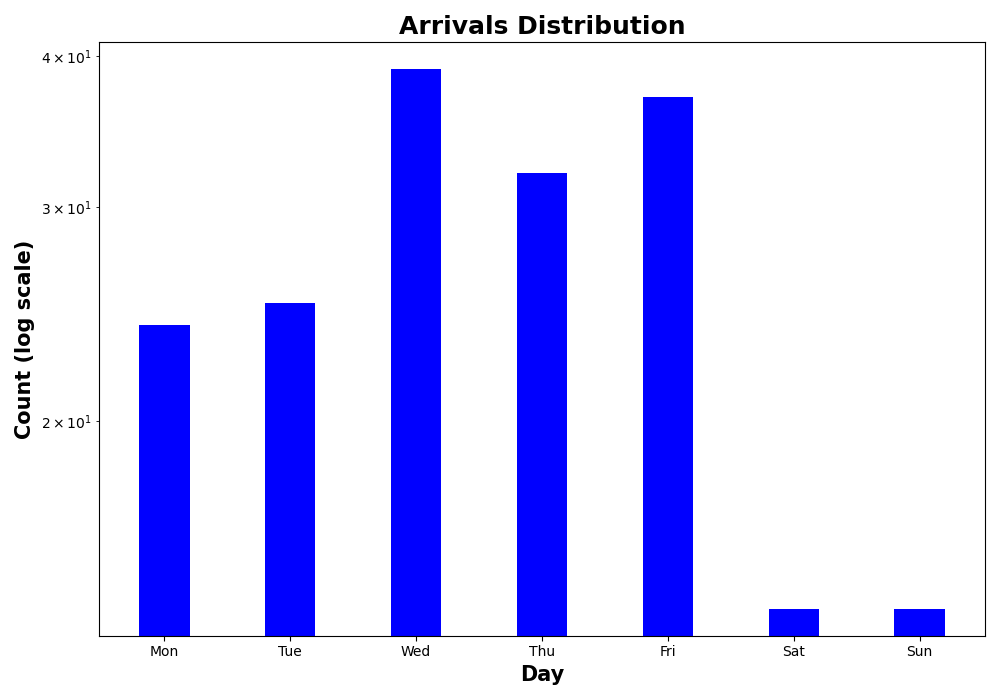 Arrivals Distribution
4 × 10¹
3 × 10¹
2 × 10¹
Count (log scale)
Mon Tue Wed Thu Fri Sat Sun
Day